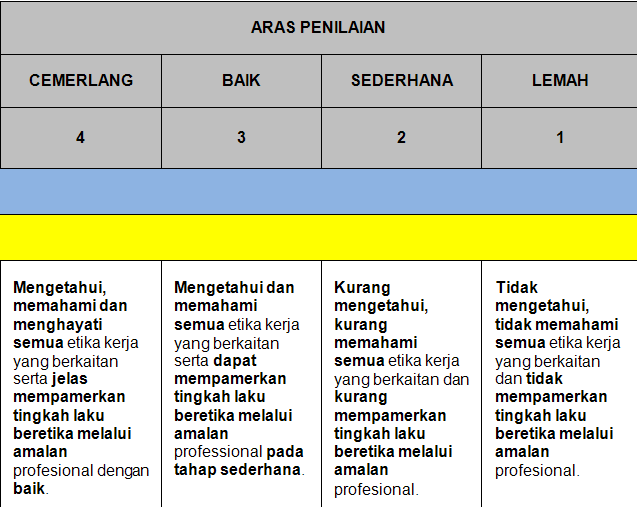 ARAS PENILAIAN
CEMERLANG
BAIK
SEDERHANA
LEMAH
4
3
2
1
Mengetahui,
memahami dan
menghayati
semua etika kerja
yang berkaitan
serta jelas
mempamerkan
tingkah laku
beretika melalui
amalan
profesional dengan
baik.
Mengetahui dan
memahami
semua etika kerja
yang berkaitan
serta dapat
mempamerkan
tingkah laku
beretika melalui
amalan
professional pada
tahap sederhana.
Kurang
mengetahui,
kurang
memahami
semua etika kerja
yang berkaitan dan
kurang
mempamerkan
tingkah laku
beretika melalui
amalan
profesional.
Tidak
mengetahui,
tidak memahami
semua etika kerja
yang berkaitan
dan tidak
mempamerkan
tingkah laku
beretika melalui
amalan
profesional.